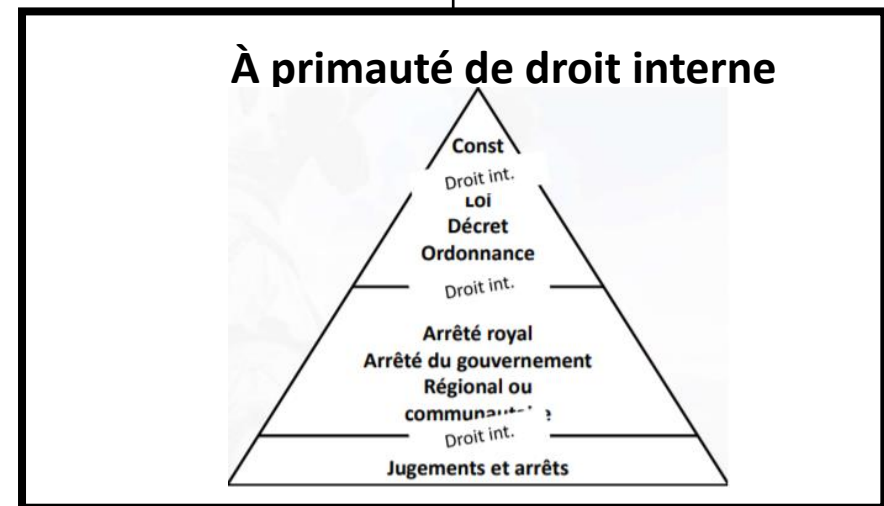 À primauté de droit interne
Const
Droit int.
Loi
Décret
Ordonnance
Droit int.
Arrêté royal
Arrêté du gouvernement
Régional ou
Droit int.
Jugements et arrêts